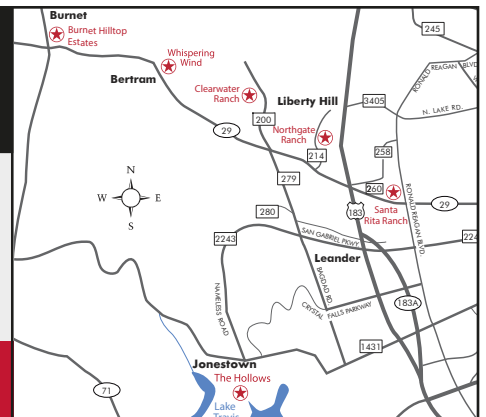 Burnet
Burnet Hilltop
Estates
245
Whispering
Wind
Bertram
RONALD REAGAN BLVD
Clearwater
Ranch
Liberty Hill
3405
N. LAKE RD.
200
29
Northgate
Ranch
214
258
279
260
N
W
E
S
280
183
Santa
Rita Ranch
29
RONALD REAGAN BLVD.
2243
SAN GABRIEL PKWY
224
Leander
BAGDAD RD
NAMELESS ROAD
CRYSTAL FALLS PARKWAY
183A
1431
Jonestown
The Hollows
71
Lake
Travis